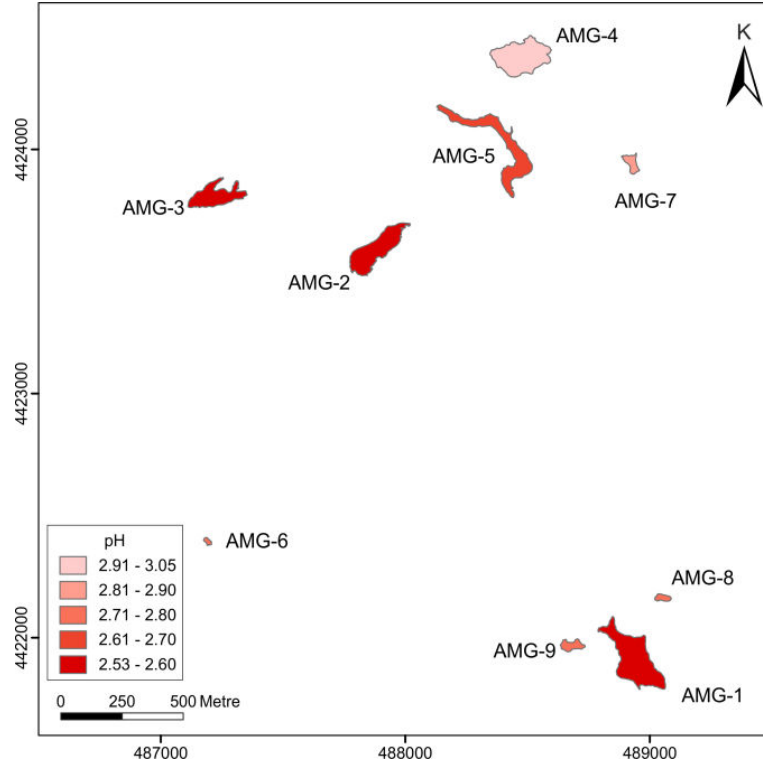 AMG-4
K
4424000
AMG-5
AMG-7
AMG-3
AMG-2
4423000
AMG-6
pH
2.91 - 3.05
2.81 - 2.90
2.71 - 2.80
2.61 - 2.70
2.53 - 2.60
AMG-8
4422000
AMG-9
AMG-1
0 250 500 Metre
487000 488000 489000